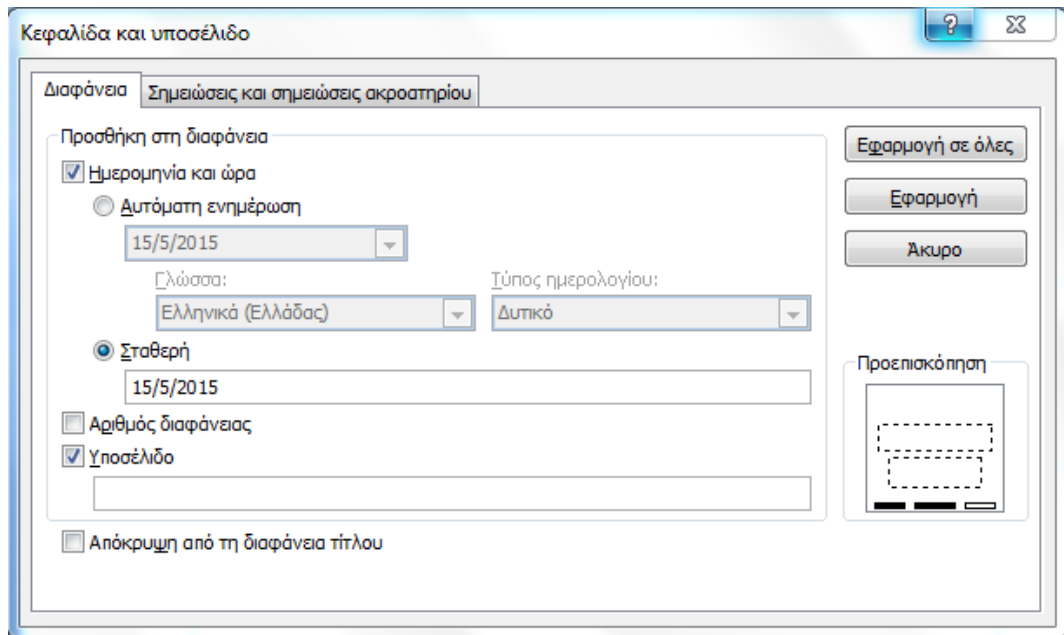 Κεφαλίδα και υποσέλιδο
Διαφάνεια Σημειώσεις και σημειώσεις ακροατηρίου
Προσθήκη στη διαφάνεια
Ημερομηνία και ώρα
Αυτόματη ενημέρωση
15/5/2015
Γλώσσα: Τύπος ημερολογίου:
Ελληνικά (Ελλάδας) Δυτικό
Σταθερή
15/5/2015
Αριθμός διαφάνειας
Υποσέλιδο
Απόκρυψη από τη διαφάνεια τίτλου
Εφαρμογή σε όλες
Εφαρμογή
Άκυρο
Προεπισκόπηση